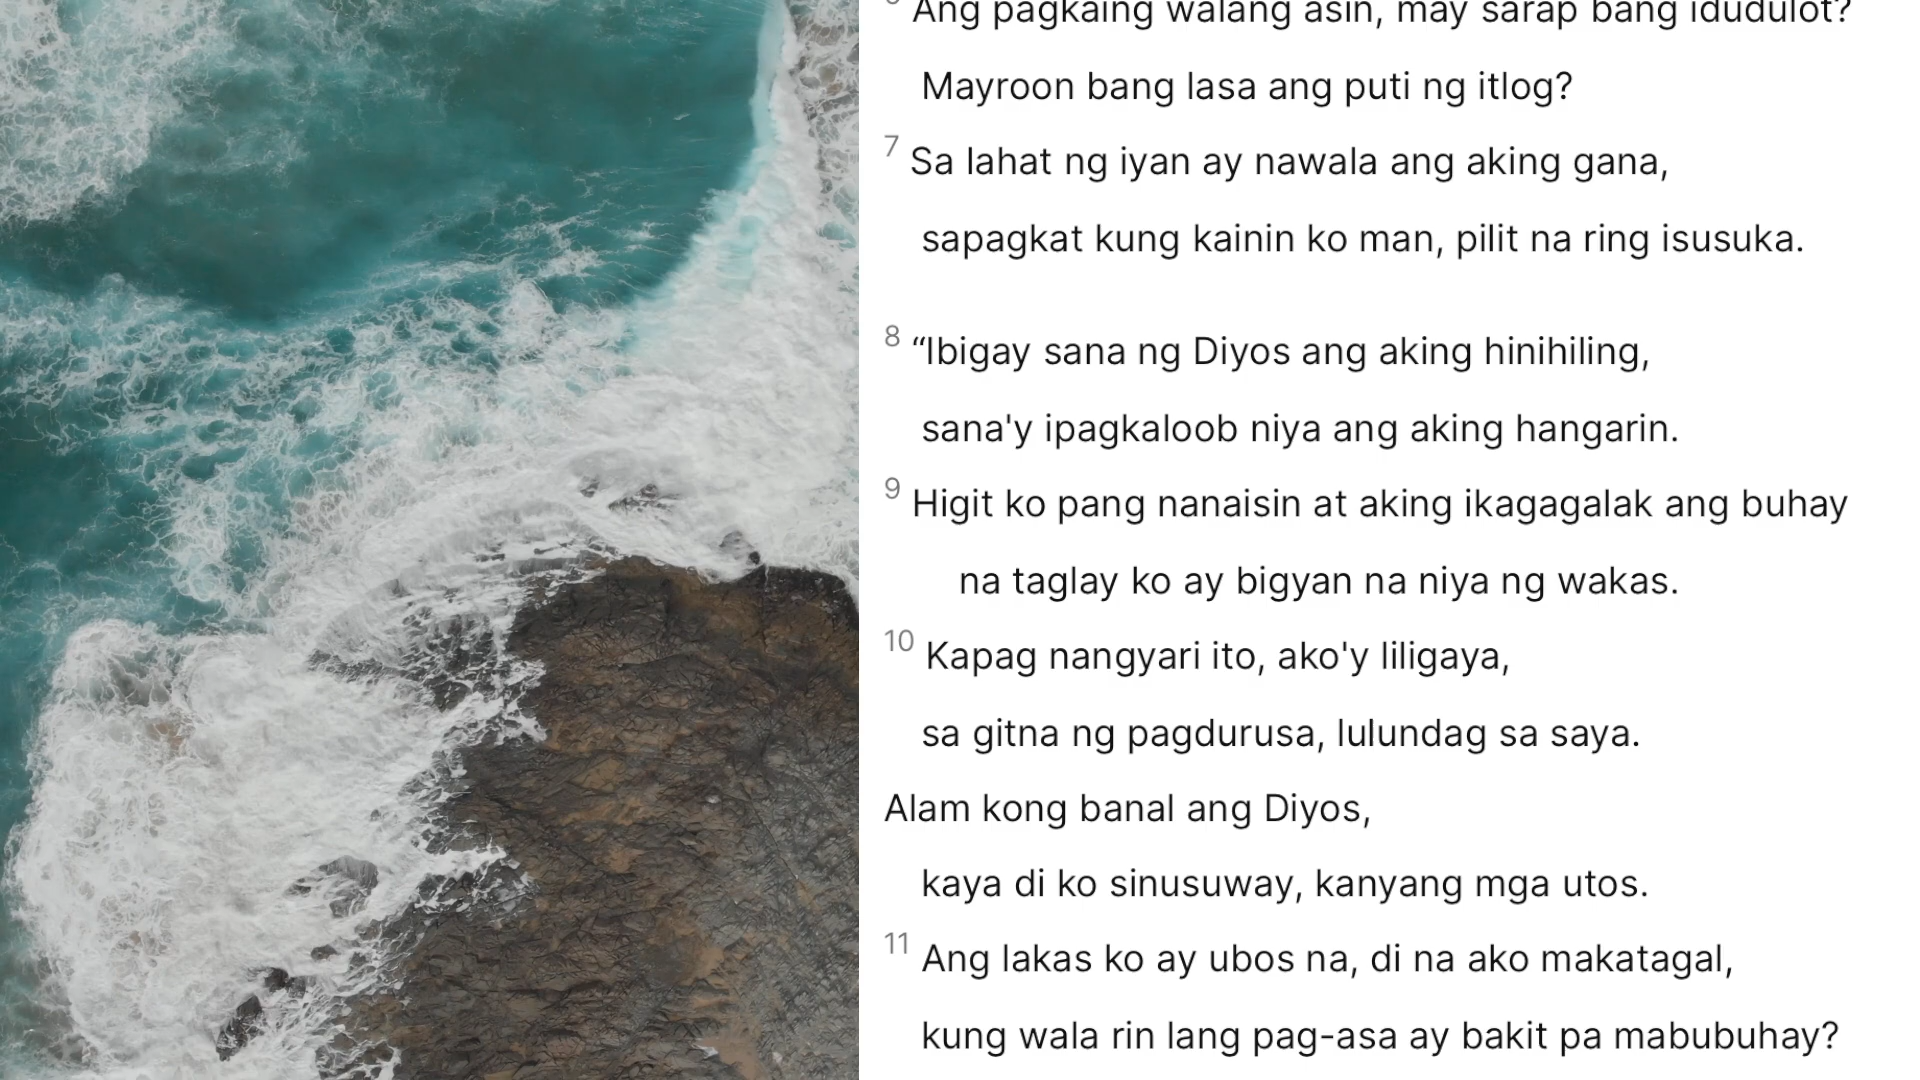 Ang pagkaing walang asin, may sarap bang idudulot?
Mayroon bang lasa ang puti ng itlog?
7 Sa lahat ng iyan ay nawala ang aking gana,
sapagkat kung kainin ko man, pilit na ring isusuka.
8 “Ibigay sana ng Diyos ang aking hinihiling,
sana'y ipagkaloob niya ang aking hangarin.
9 Higit ko pang nanaisin at aking ikagagalak ang buhay
na taglay ko ay bigyan na niya ng wakas.
10 Kapag nangyari ito, ako'y liligaya,
sa gitna ng pagdurusa, lulundag sa saya.
Alam kong banal ang Diyos,
kaya di ko sinusuway, kanyang mga utos.
11 Ang lakas ko ay ubos na, di na ako makatagal,
kung wala rin lang pag-asa ay bakit pa mabubuhay?